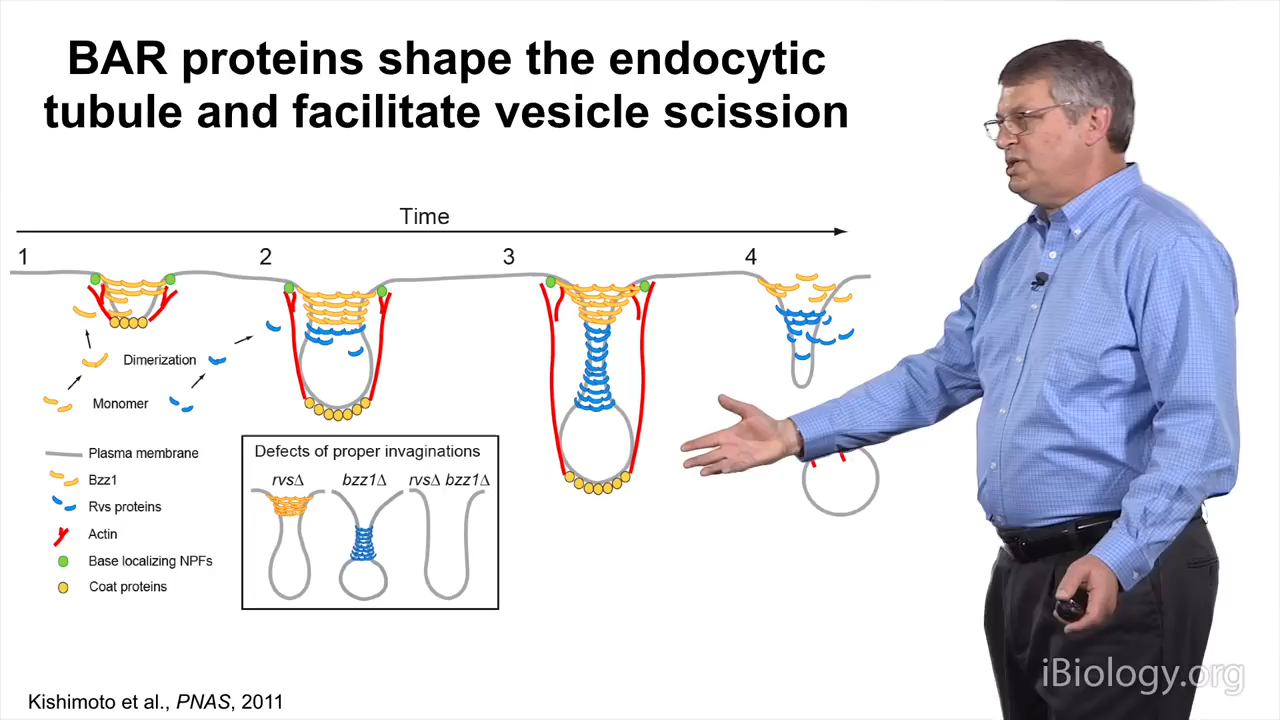 BAR proteins shape the endocytic
tubule and facilitate vesicle scission
Time
1 2 3 4
Dimerization
Monomer
Plasma membrane
Bzz1
Rvs proteins
Actin
Base localizing NPFs
Coat proteins
Defects of proper invaginations
rvsΔ bzz1Δ rvsΔ bzz1Δ
Kishimoto et al., PNAS, 2011
iBiology.org